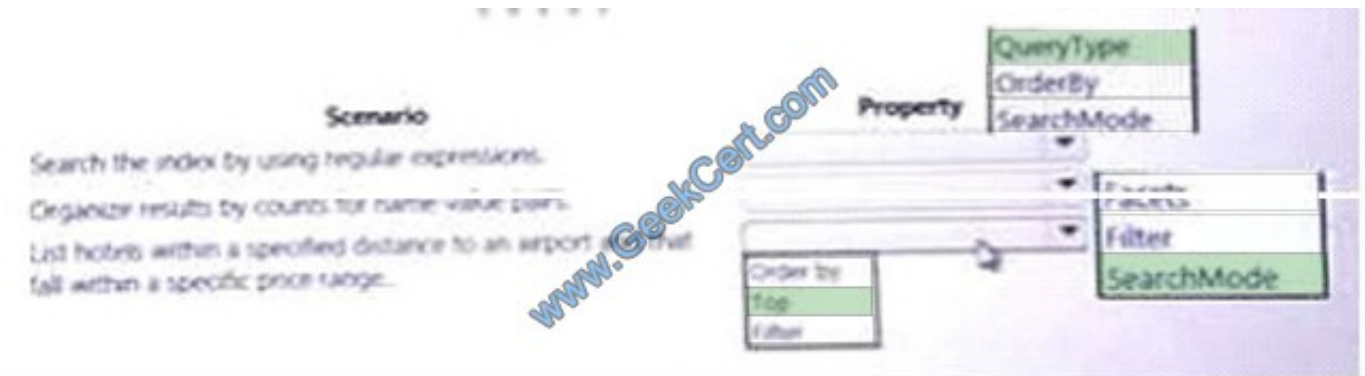 QueryType
OrderBy
Scenario
Property
SearchMode
Search the index by using regular expressions.
Organize results by counts for name-value pairs.
Facets
List hotels within a specified distance to an airport that
Filter
fall within a specific price range.
Order by
SearchMode
Top
Filter
www.GeekCert.com